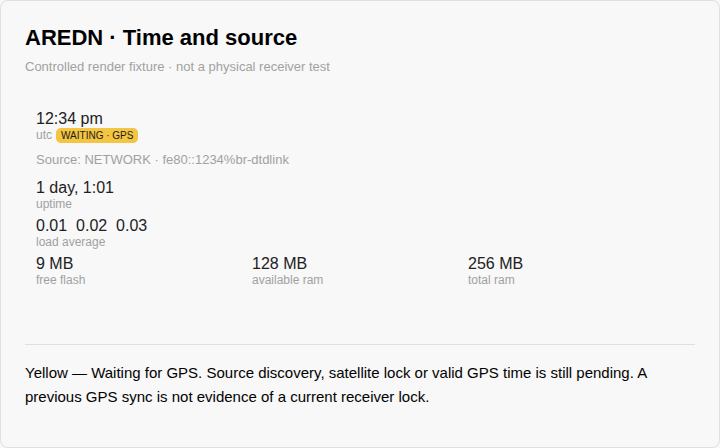 AREDN · Time and source
Controlled render fixture · not a physical receiver test
12:34 pm
utc WAITING · GPS
Source: NETWORK · fe80::1234%br-dtdlink
1 day, 1:01
uptime
0.01 0.02 0.03
load average
9 MB 128 MB 256 MB
free flash available ram total ram
Yellow — Waiting for GPS. Source discovery, satellite lock or valid GPS time is still pending. A
previous GPS sync is not evidence of a current receiver lock.